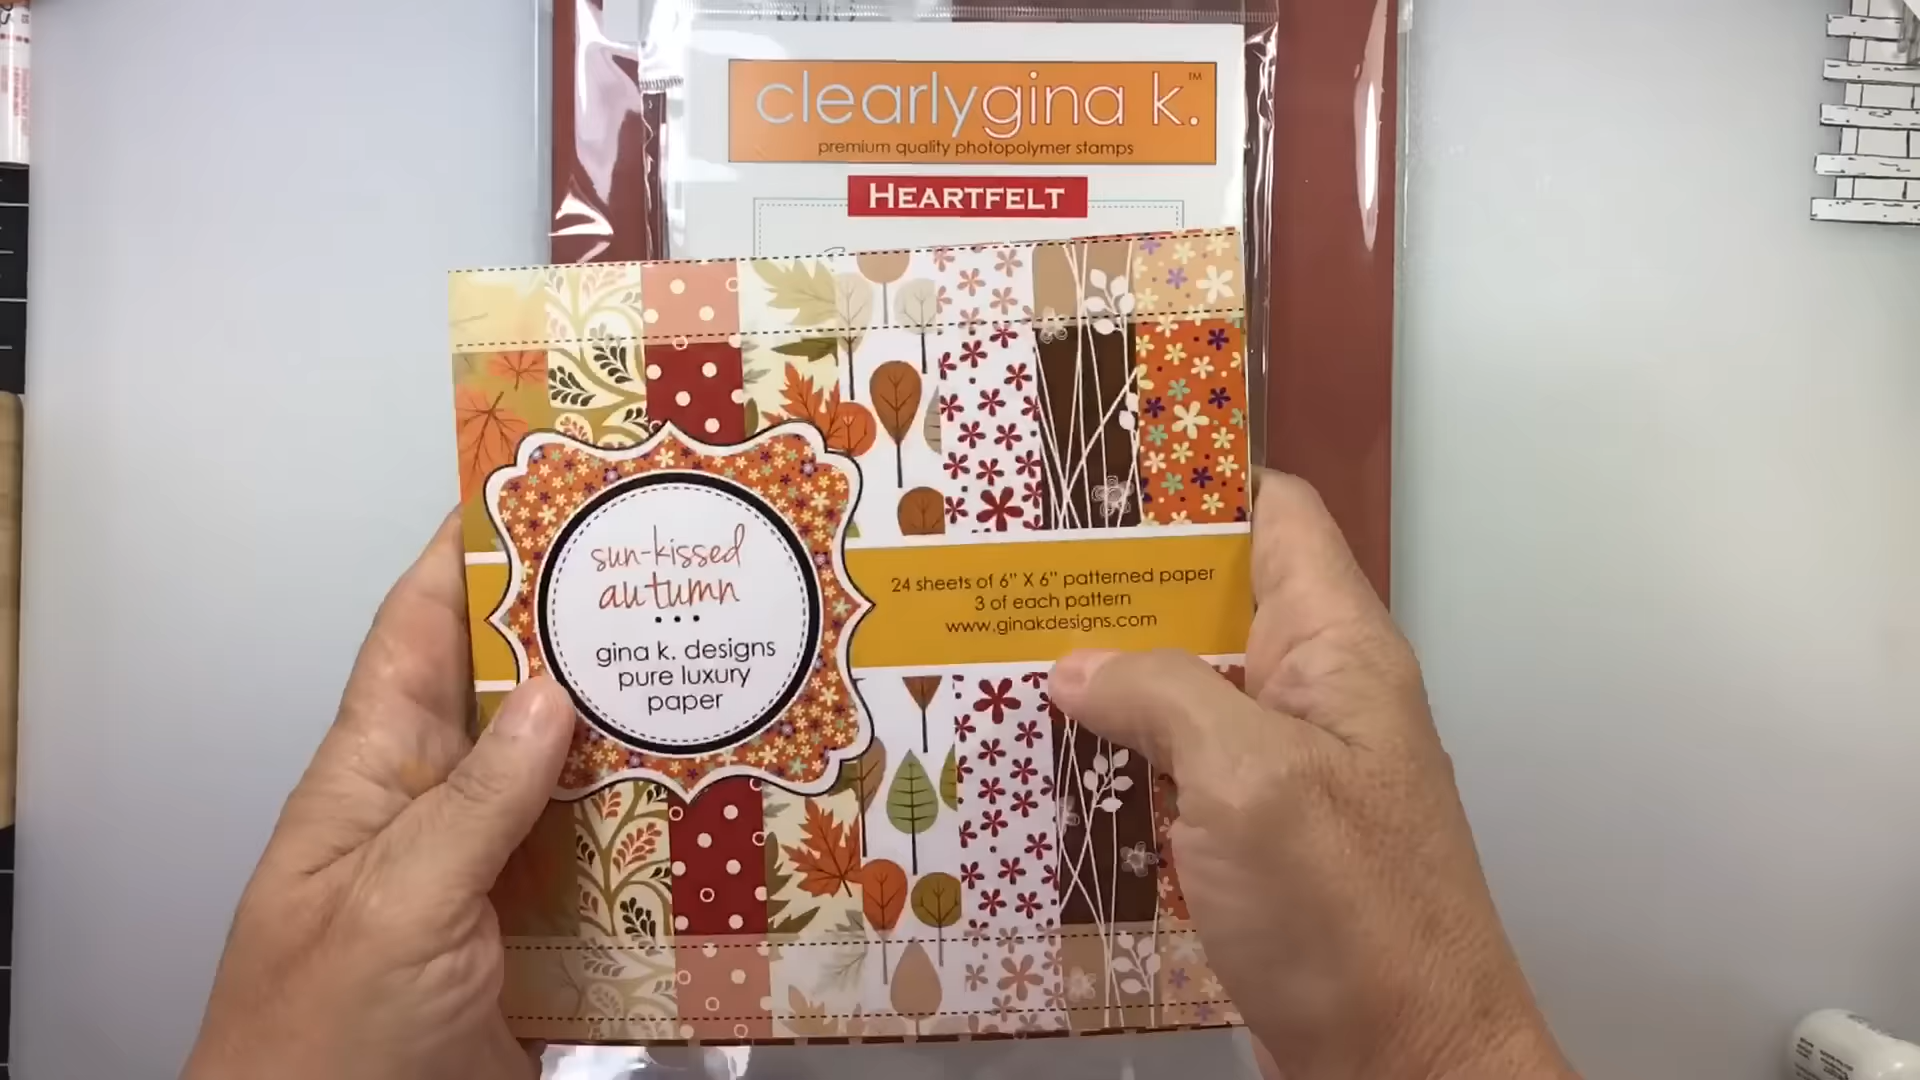 clearlygina k.™
premium quality photopolymer stamps
HEARTFELT
sun-kissed
autumn
gina k. designs
pure luxury
paper
24 sheets of 6" X 6" patterned paper
3 of each pattern
www.ginakdesigns.com